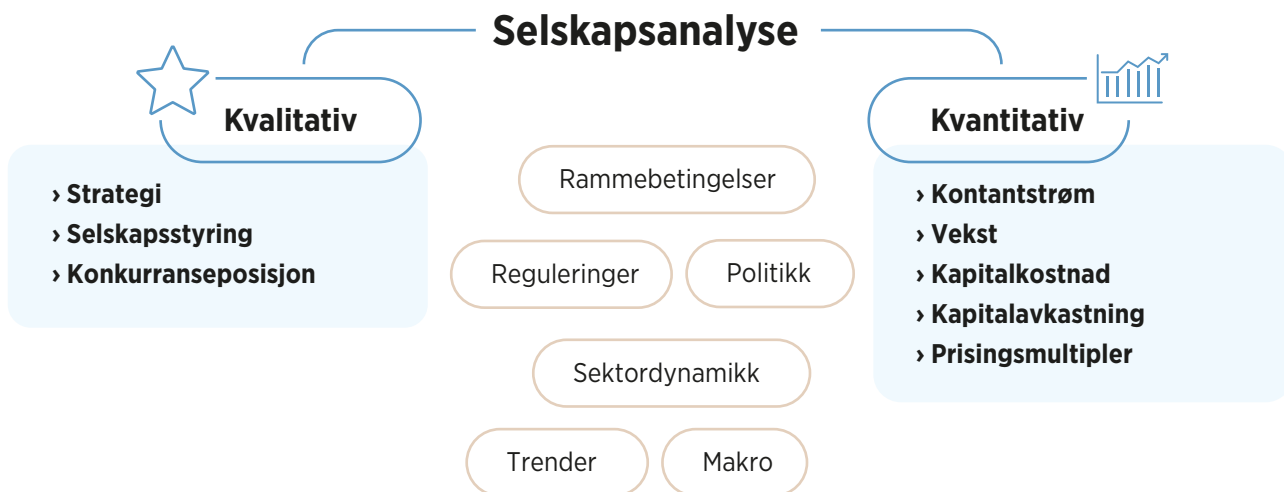 Selskapsanalyse
Kvalitativ
› Strategi
› Selskapsstyring
› Konkurranseposisjon
Rammebetingelser
Reguleringer
Politikk
Sektordynamikk
Trender
Makro
Kvantitativ
› Kontantstrøm
› Vekst
› Kapitalkostnad
› Kapitalavkastning
› Prisingsmultipler